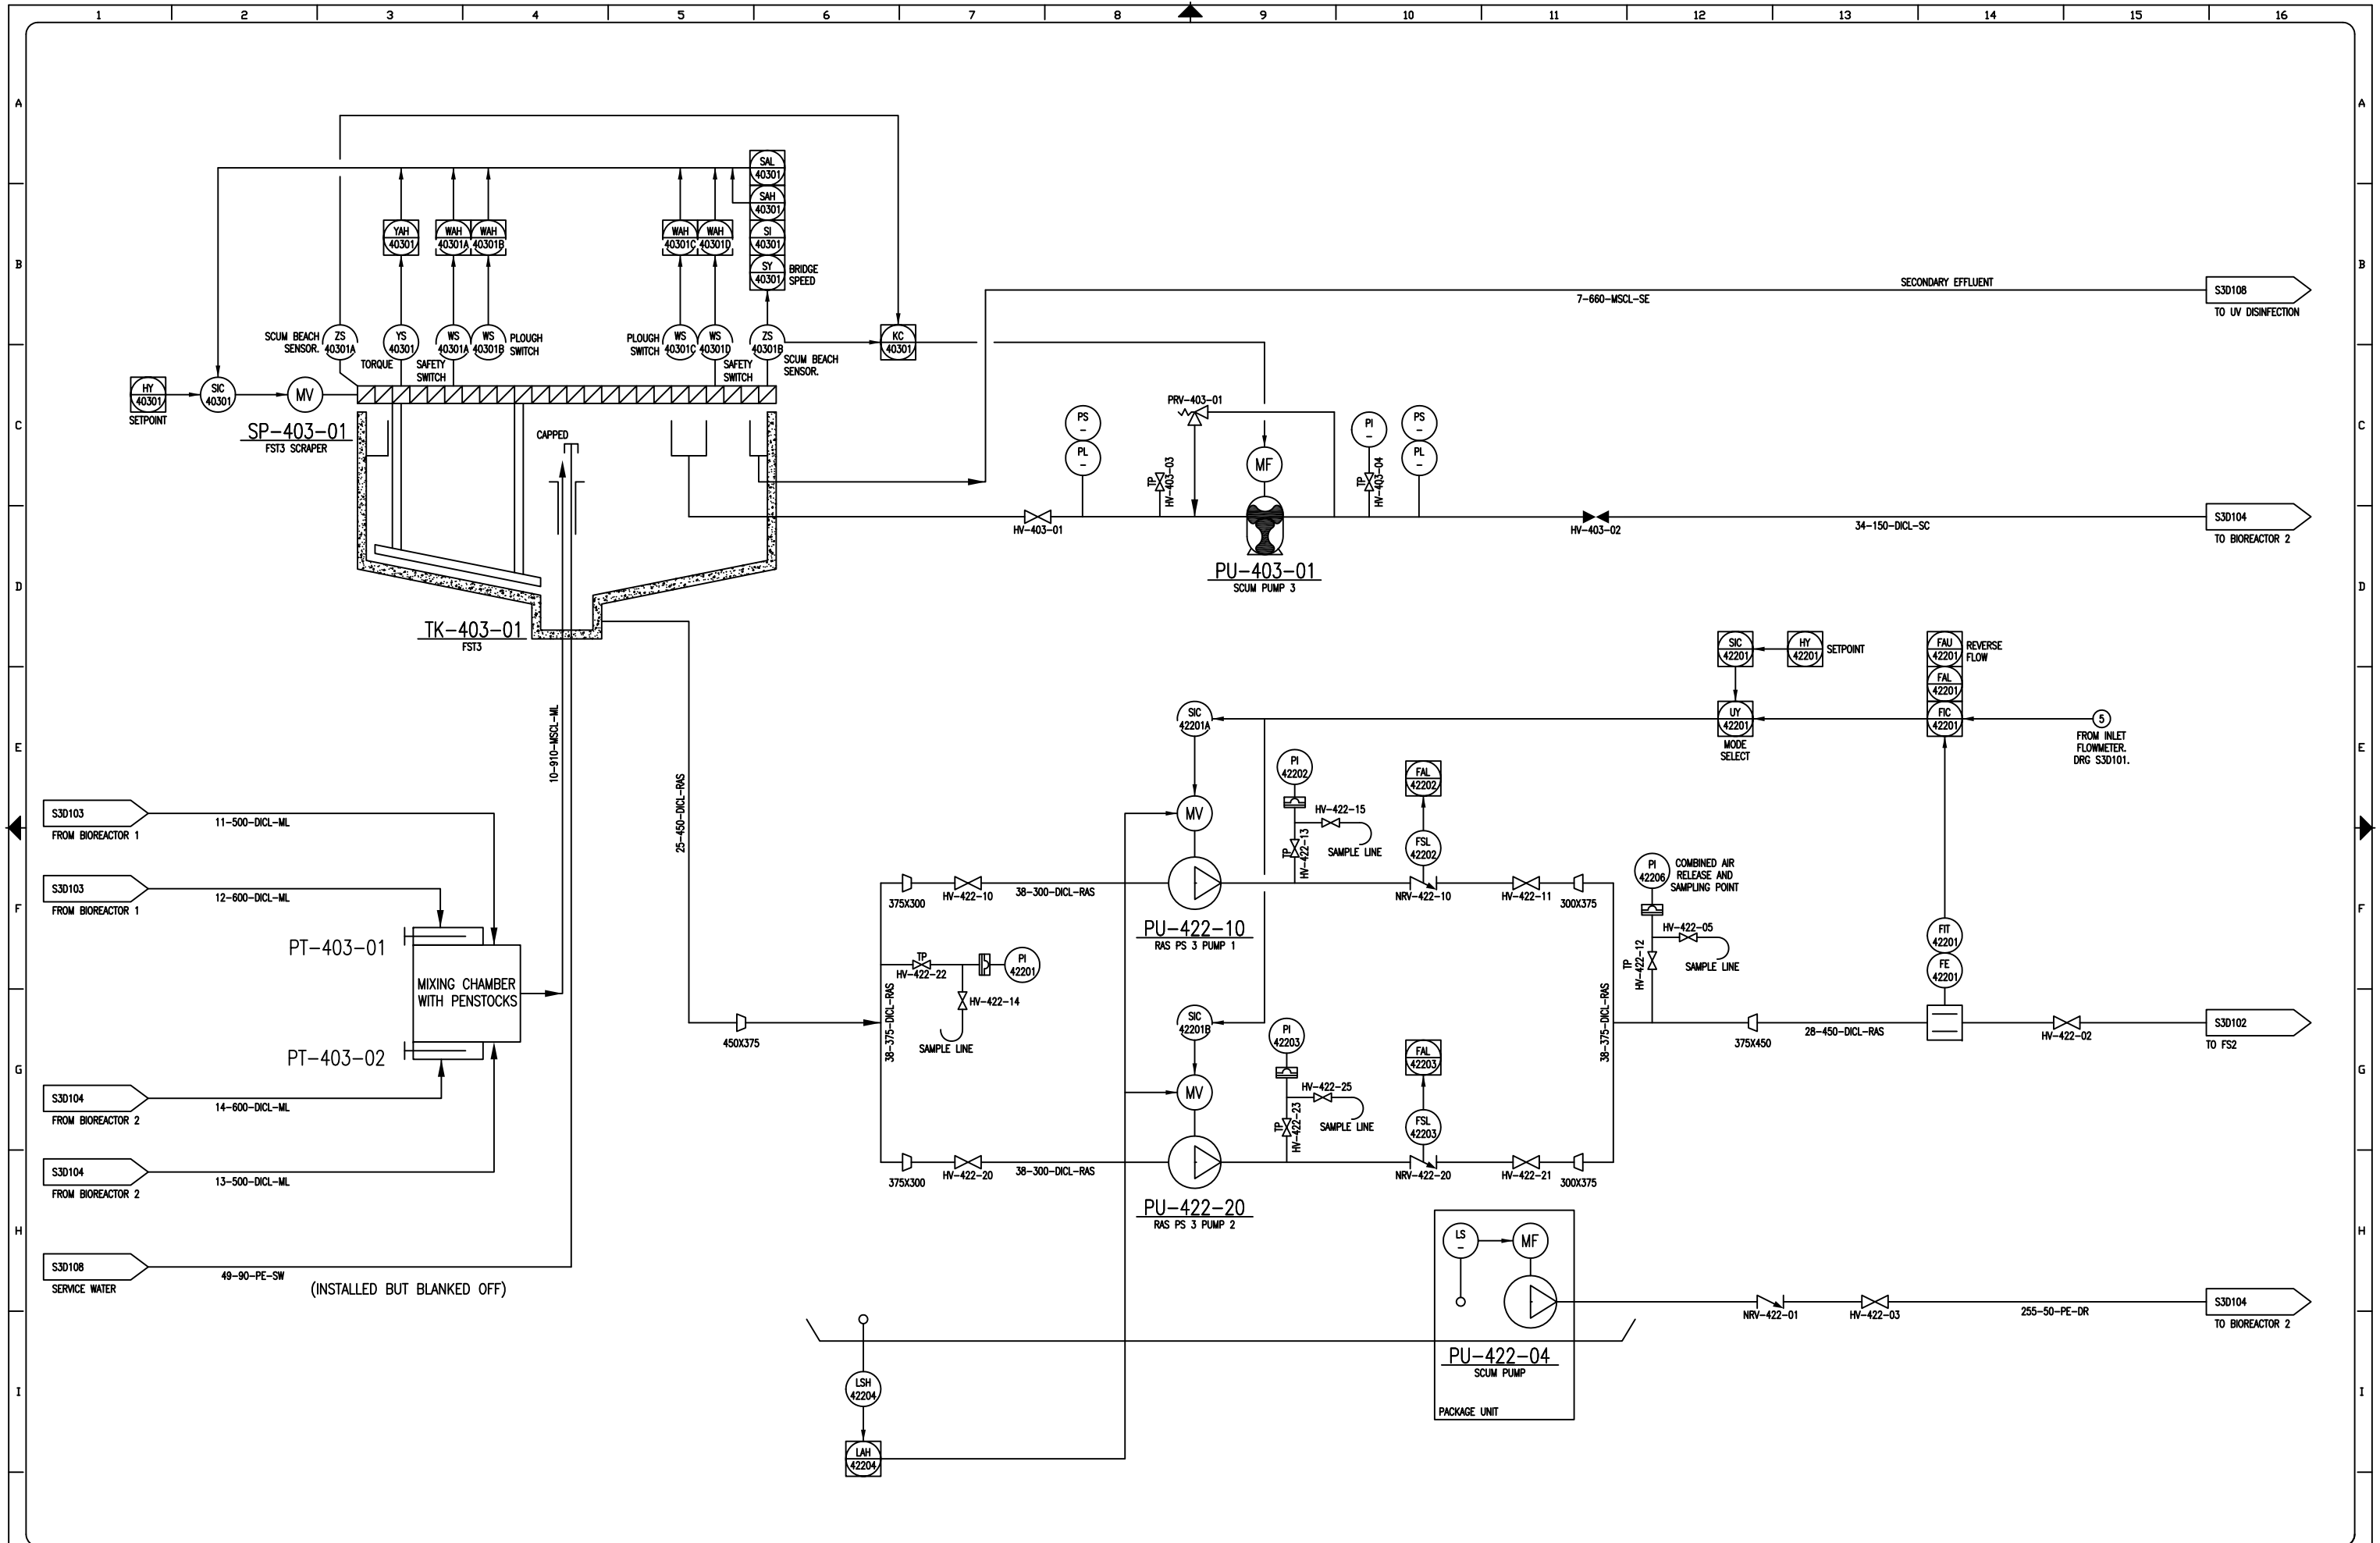 1 2 3 4 5 6 7 8 9 10 11 12 13 14 15 16
A
A
B
B
C
C
D
D
E
E
F
F
G
G
H
H
I
I
SAL
40301
SAH
40301
SI
40301
SY
40301
BRIDGE
SPEED
YAH
40301
WAH
40301A
WAH
40301B
WAH
40301C
WAH
40301D
SCUM BEACH
SENSOR.
ZS
40301A
YS
40301
TORQUE
WS
40301A
SAFETY
SWITCH
WS
40301B
PLOUGH
SWITCH
PLOUGH
SWITCH
WS
40301C
WS
40301D
SAFETY
SWITCH
ZS
40301B
SCUM BEACH
SENSOR.
KC
40301
HY
40301
SETPOINT
SIC
40301
MV
SP-403-01
FST3 SCRAPER
CAPPED
TK-403-01
FST3
SECONDARY EFFLUENT
7-660-MSCL-SE
S3D108
TO UV DISINFECTION
HV-403-01
PS
-
PL
-
TP
HV-403-03
PRV-403-01
MF
PU-403-01
SCUM PUMP 3
PI
-
TP
HV-403-04
PS
-
PL
-
HV-403-02
34-150-DICL-SC
S3D104
TO BIOREACTOR 2
SIC
42201
HY
42201
SETPOINT
FAU
42201
REVERSE
FLOW
FAL
42201
FIC
42201
UY
42201
MODE
SELECT
5
FROM INLET
FLOWMETER.
DRG S3D101.
10-910-MSCL-ML
25-450-DICL-RAS
S3D103
FROM BIOREACTOR 1
11-500-DICL-ML
S3D103
FROM BIOREACTOR 1
12-600-DICL-ML
PT-403-01
MIXING CHAMBER
WITH PENSTOCKS
PT-403-02
S3D104
FROM BIOREACTOR 2
14-600-DICL-ML
S3D104
FROM BIOREACTOR 2
13-500-DICL-ML
S3D108
SERVICE WATER
49-90-PE-SW
(INSTALLED BUT BLANKED OFF)
450X375
38-375-DICL-RAS
375X300
HV-422-10
38-300-DICL-RAS
TP
HV-422-22
PI
42201
HV-422-14
SAMPLE LINE
375X300
HV-422-20
38-300-DICL-RAS
SIC
42201A
MV
PU-422-10
RAS PS 3 PUMP 1
PI
42202
HV-422-15
TP
HV-422-13
SAMPLE LINE
FAL
42202
FSL
42202
NRV-422-10
HV-422-11
300X375
SIC
42201B
MV
PU-422-20
RAS PS 3 PUMP 2
PI
42203
HV-422-25
TP
HV-422-23
SAMPLE LINE
FAL
42203
FSL
42203
NRV-422-20
HV-422-21
300X375
38-375-DICL-RAS
PI
42206
COMBINED AIR
RELEASE AND
SAMPLING POINT
HV-422-05
TP
HV-422-12
SAMPLE LINE
375X450
28-450-DICL-RAS
FIT
42201
FE
42201
HV-422-02
S3D102
TO FS2
LS
-
MF
PU-422-04
SCUM PUMP
PACKAGE UNIT
NRV-422-01
HV-422-03
255-50-PE-DR
S3D104
TO BIOREACTOR 2
LSH
42204
LAH
42204